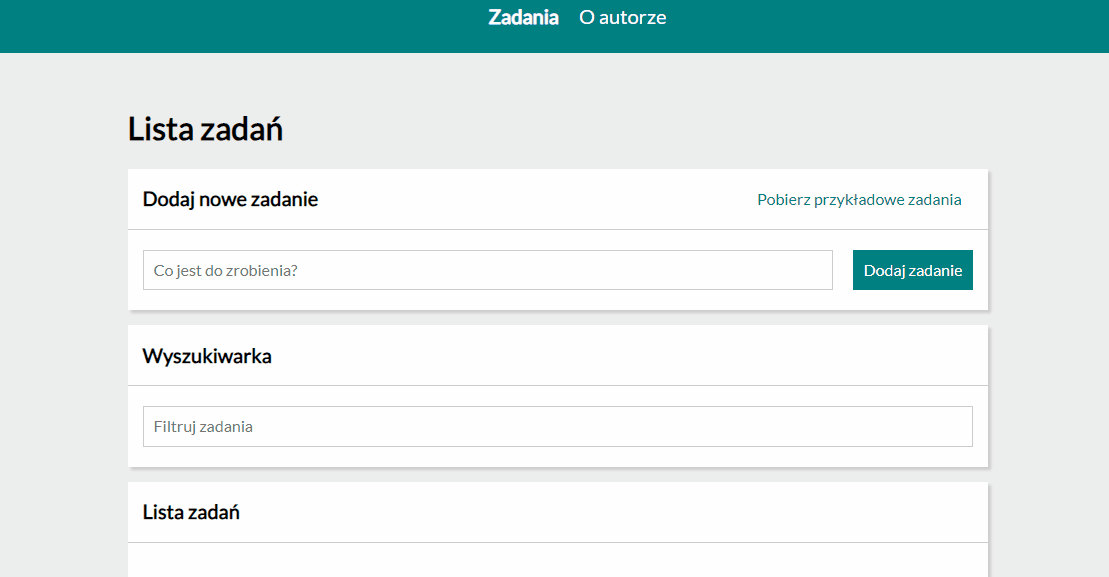 Zadania O autorze
Lista zadań
Dodaj nowe zadanie Pobierz przykładowe zadania
Co jest do zrobienia? Dodaj zadanie
Wyszukiwarka
Filtruj zadania
Lista zadań